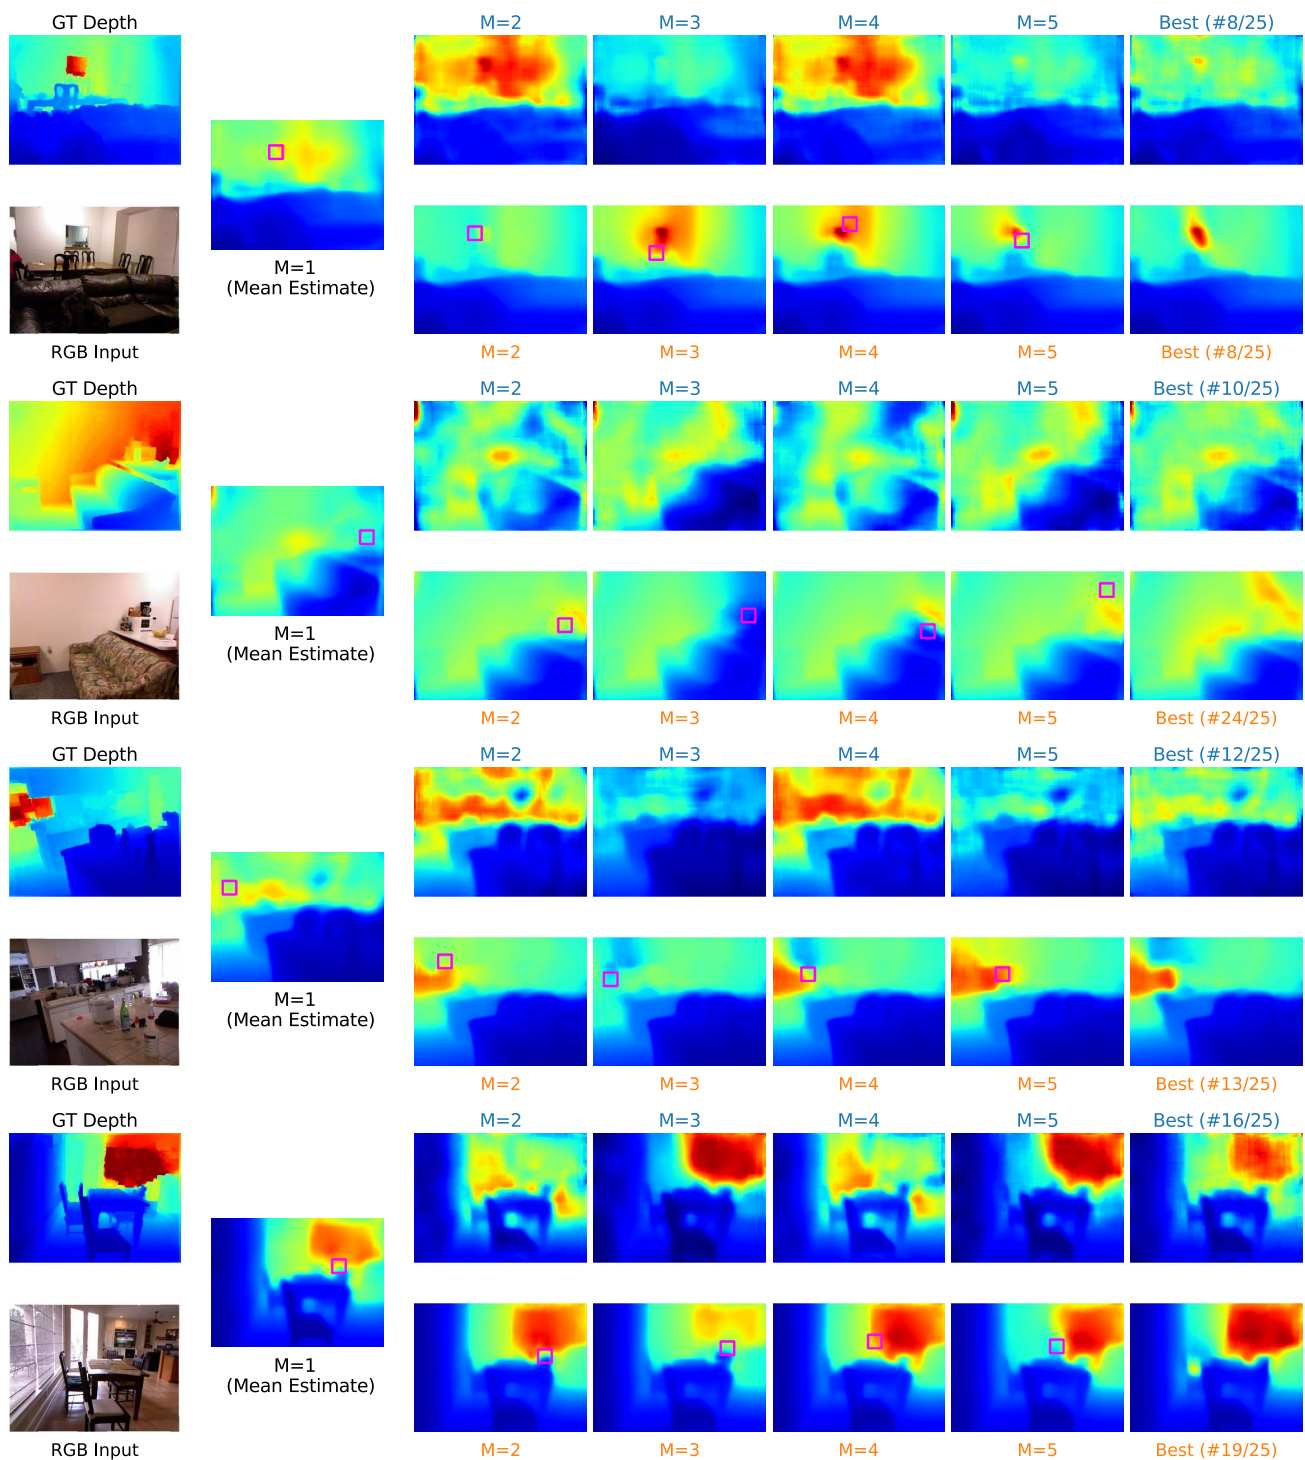 GT Depth
M=2
M=3
M=4
M=5
Best (#8/25)
M=1
(Mean Estimate)
RGB Input
M=2
M=3
M=4
M=5
Best (#8/25)
GT Depth
M=2
M=3
M=4
M=5
Best (#10/25)
M=1
(Mean Estimate)
RGB Input
M=2
M=3
M=4
M=5
Best (#24/25)
GT Depth
M=2
M=3
M=4
M=5
Best (#12/25)
M=1
(Mean Estimate)
RGB Input
M=2
M=3
M=4
M=5
Best (#13/25)
GT Depth
M=2
M=3
M=4
M=5
Best (#16/25)
M=1
(Mean Estimate)
RGB Input
M=2
M=3
M=4
M=5
Best (#19/25)